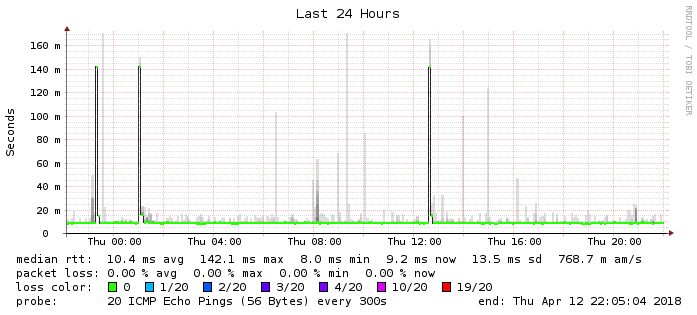 Last 24 Hours
RRDTOOL / TOBI OETIKER
Seconds
160 m
140 m
120 m
100 m
80 m
60 m
40 m
20 m
0
Thu 00:00 Thu 04:00 Thu 08:00 Thu 12:00 Thu 16:00 Thu 20:00
median rtt: 10.4 ms avg 142.1 ms max 8.0 ms min 9.2 ms now 13.5 ms sd 768.7 m am/s
packet loss: 0.00 % avg 0.00 % max 0.00 % min 0.00 % now
loss color: 0 1/20 2/20 3/20 4/20 10/20 19/20
probe: 20 ICMP Echo Pings (56 Bytes) every 300s end: Thu Apr 12 22:05:04 2018